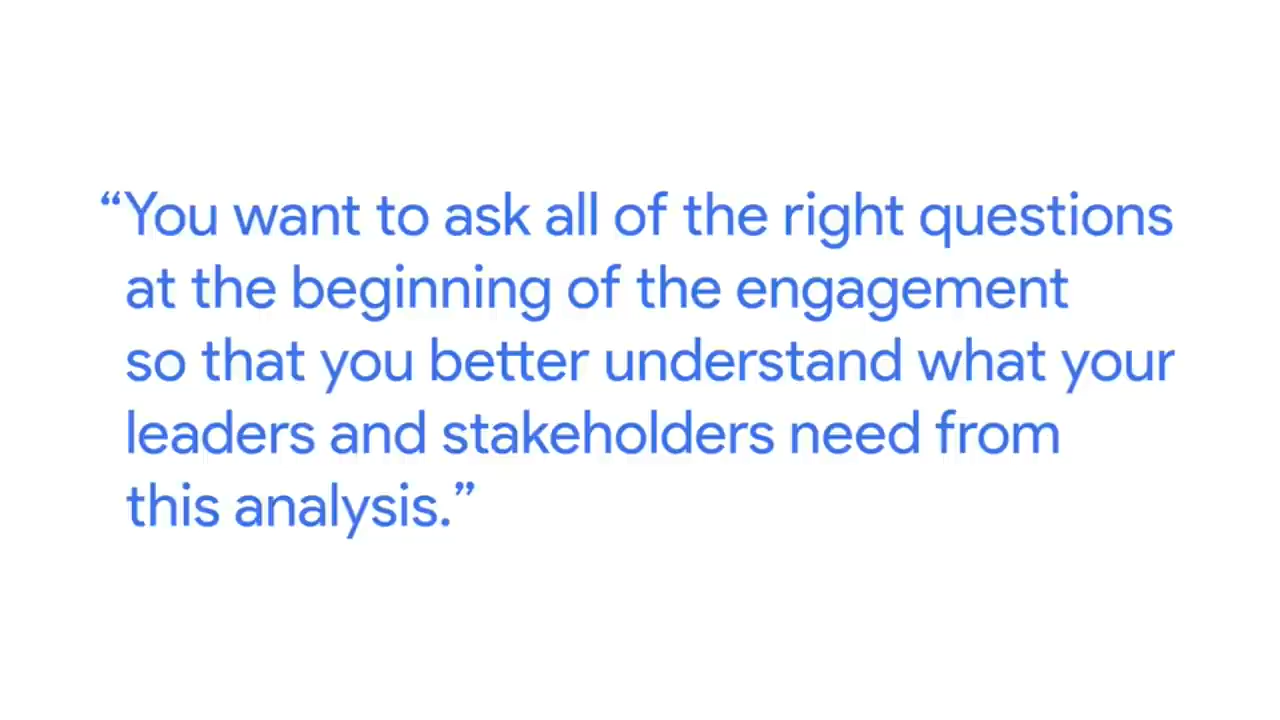 “You want to ask all of the right questions
at the beginning of the engagement
so that you better understand what your
leaders and stakeholders need from
this analysis.”